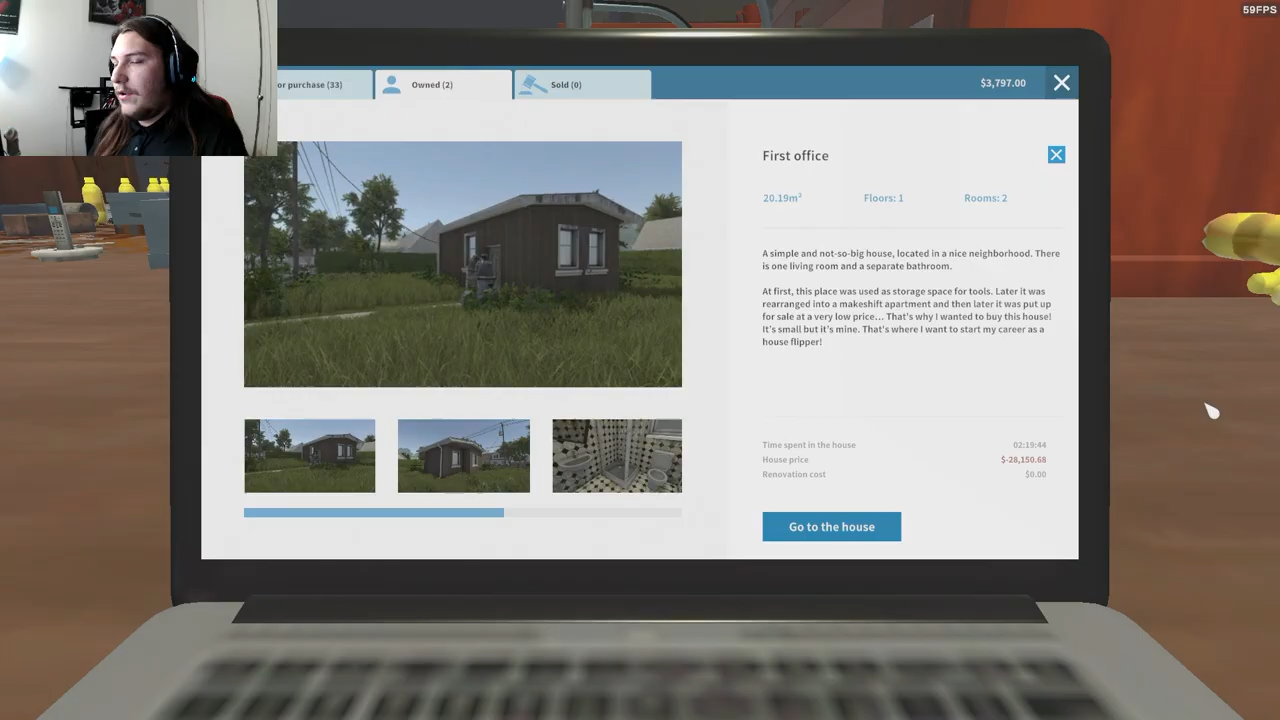 59FPS
or purchase (33)
Owned (2)
Sold (0)
$3,797.00
First office
20.19m²
Floors: 1
Rooms: 2
A simple and not-so-big house, located in a nice neighborhood. There
is one living room and a separate bathroom.
At first, this place was used as storage space for tools. Later it was
rearranged into a makeshift apartment and then later it was put up
for sale at a very low price... That's why I wanted to buy this house!
It's small but it's mine. That's where I want to start my career as a
house flipper!
Time spent in the house
02:19:44
House price
$-28,150.68
Renovation cost
$0.00
Go to the house